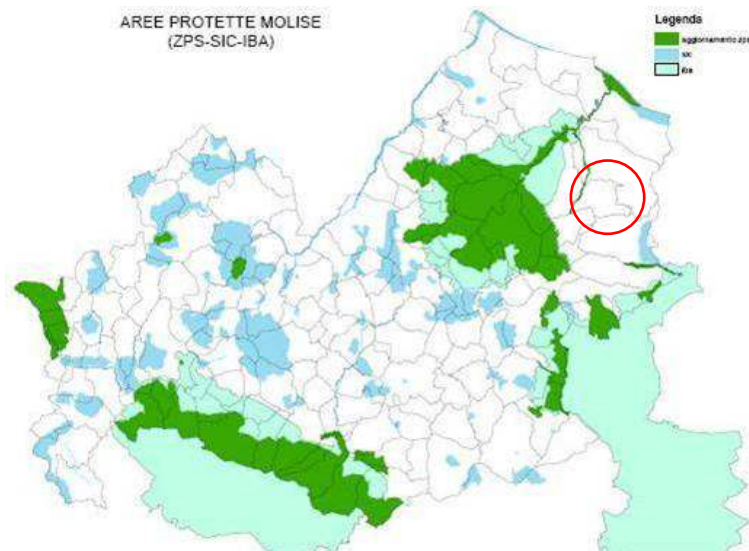 AREE PROTETTE MOLISE
(ZPS-SIC-IBA)
Legenda
aggiornamento zps
sic
iba